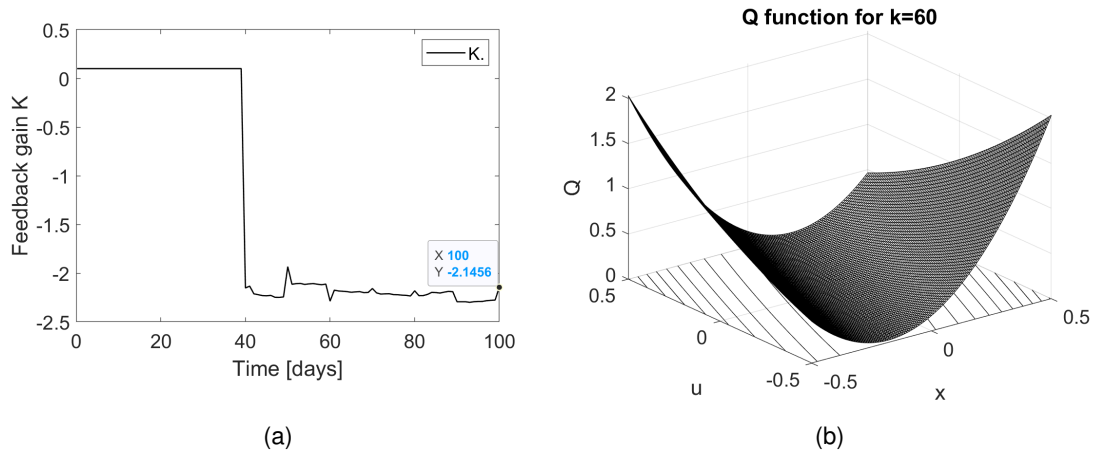 0.5
0
-0.5
-1
-1.5
-2
-2.5
Feedback gain K
K.
X 100
Y -2.1456
0 20 40 60 80 100
Time [days]
(a)
Q function for k=60
2
1.5
1
0.5
0
Q
0.5
0
-0.5
u
-0.5
0
0.5
x
(b)